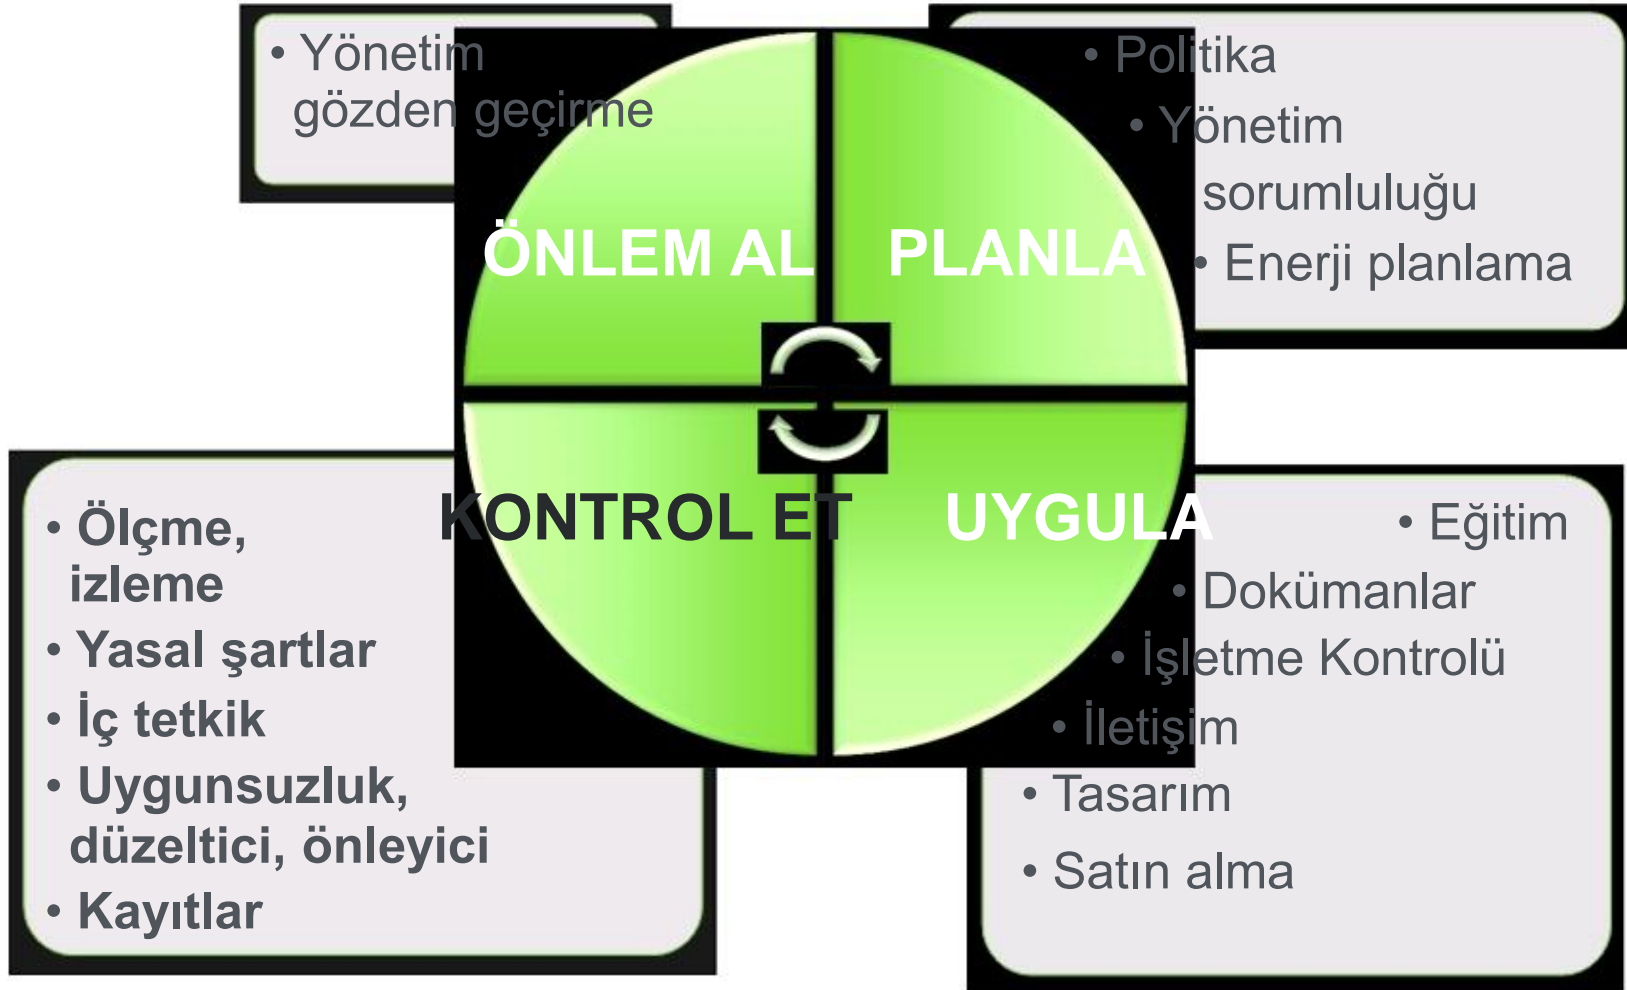 • Yönetim
gözden geçirme
• Politika
• Yönetim
sorumluluğu
• Enerji planlama
ÖNLEM AL
PLANLA
KONTROL ET
UYGULA
• Ölçme,
izleme
• Yasal şartlar
• İç tetkik
• Uygunsuzluk,
düzeltici, önleyici
• Kayıtlar
• Eğitim
• Dokümanlar
• İşletme Kontrolü
• İletişim
• Tasarım
• Satın alma